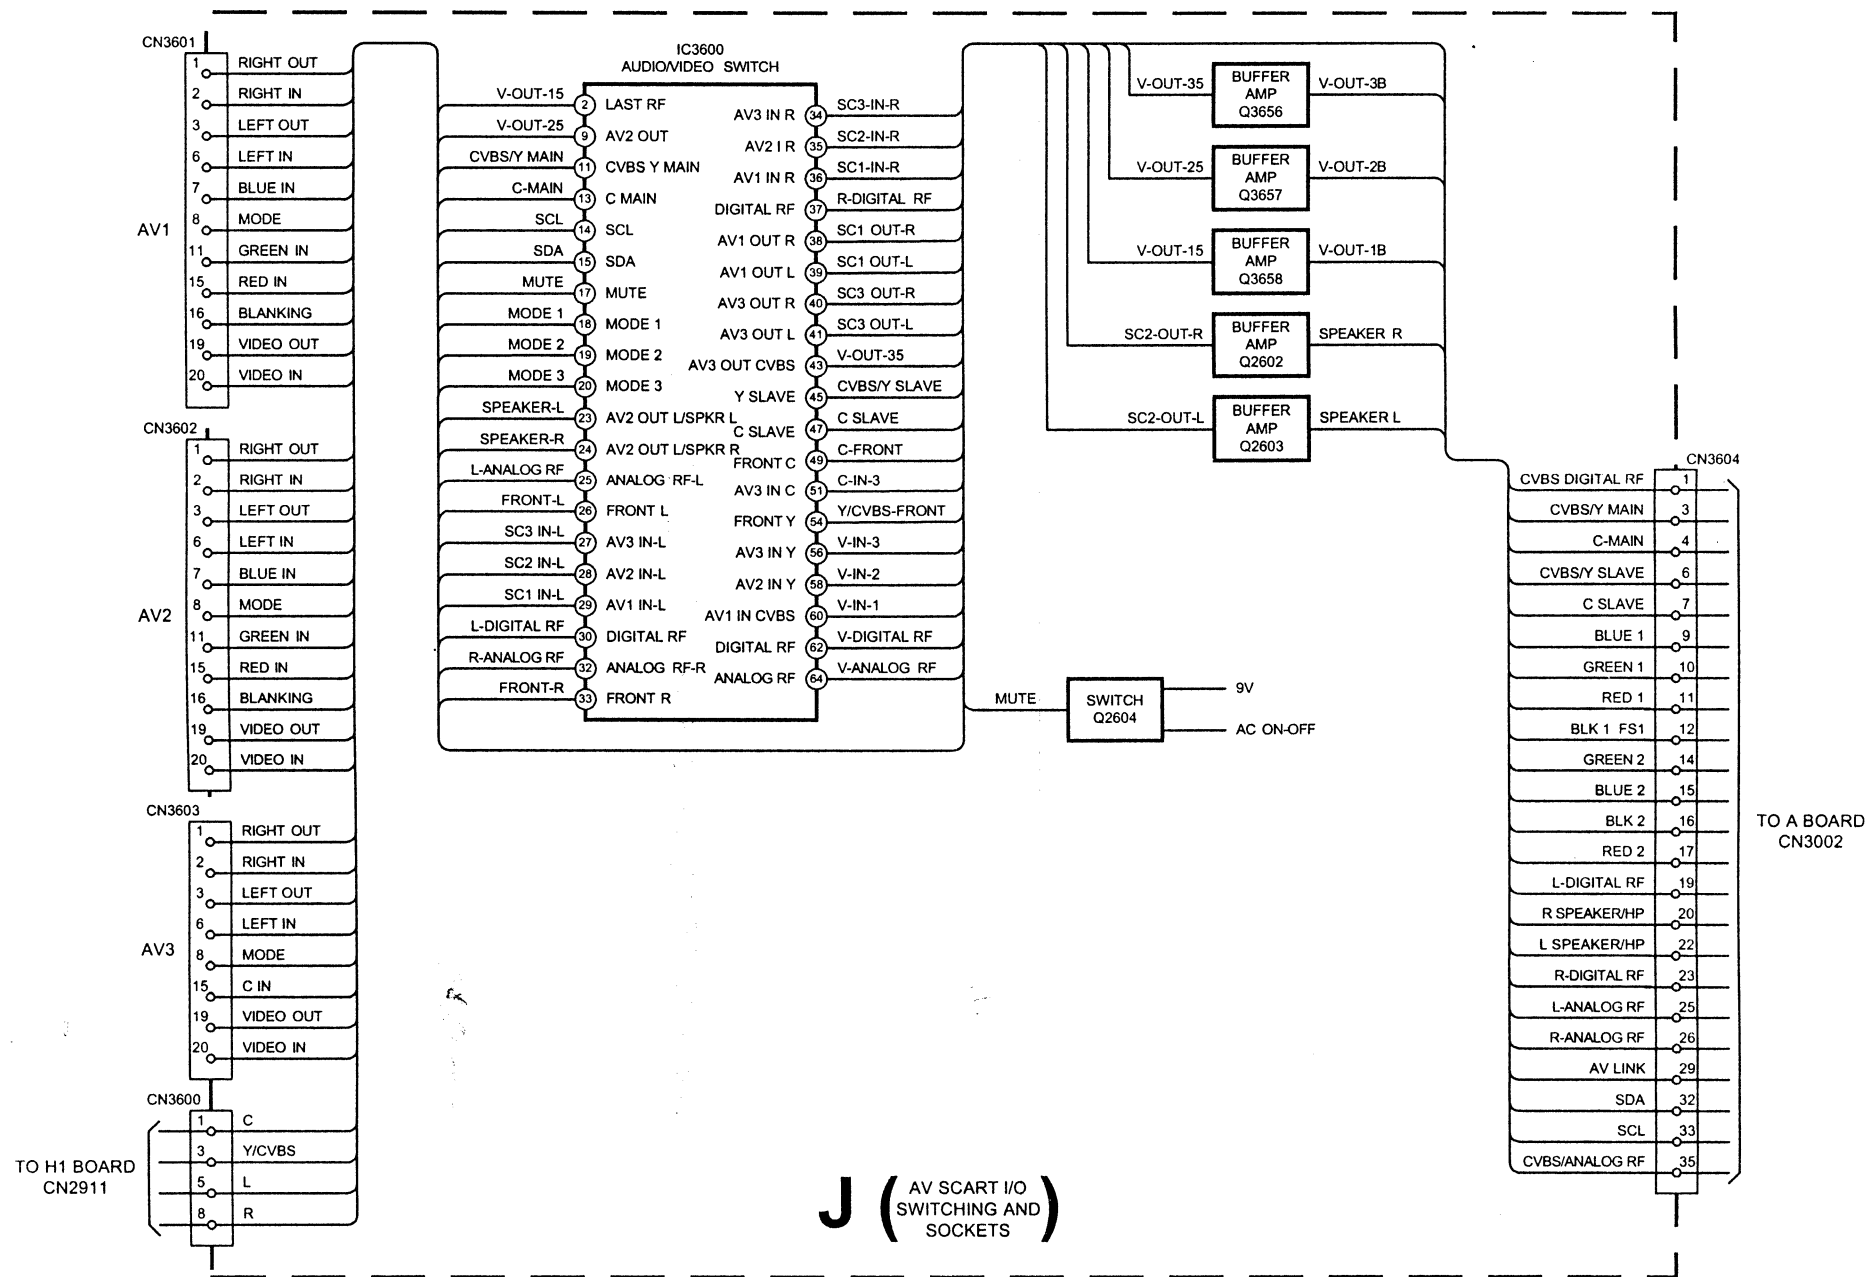 CN3601
1 RIGHT OUT
2 RIGHT IN
3 LEFT OUT
6 LEFT IN
7 BLUE IN
8 MODE
AV1
11 GREEN IN
15 RED IN
16 BLANKING
19 VIDEO OUT
20 VIDEO IN
CN3602
1 RIGHT OUT
2 RIGHT IN
3 LEFT OUT
6 LEFT IN
7 BLUE IN
8 MODE
AV2
11 GREEN IN
15 RED IN
16 BLANKING
19 VIDEO OUT
20 VIDEO IN
CN3603
1 RIGHT OUT
2 RIGHT IN
3 LEFT OUT
6 LEFT IN
AV3
8 MODE
15 C IN
19 VIDEO OUT
20 VIDEO IN
CN3600
1 C
3 Y/CVBS
5 L
8 R
TO H1 BOARD
CN2911
IC3600
AUDIO/VIDEO SWITCH
V-OUT-15 2 LAST RF
V-OUT-25 9 AV2 OUT
CVBS/Y MAIN 11 CVBS Y MAIN
C-MAIN 13 C MAIN
SCL 14 SCL
SDA 15 SDA
MUTE 17 MUTE
MODE 1 18 MODE 1
MODE 2 19 MODE 2
MODE 3 20 MODE 3
SPEAKER-L 23 AV2 OUT L/SPKR L
SPEAKER-R 24 AV2 OUT L/SPKR R
L-ANALOG RF 25 ANALOG RF-L
FRONT-L 26 FRONT L
SC3 IN-L 27 AV3 IN-L
SC2 IN-L 28 AV2 IN-L
SC1 IN-L 29 AV1 IN-L
L-DIGITAL RF 30 DIGITAL RF
R-ANALOG RF 32 ANALOG RF-R
FRONT-R 33 FRONT R
AV3 IN R 34 SC3-IN-R
AV2 I R 35 SC2-IN-R
AV1 IN R 36 SC1-IN-R
DIGITAL RF 37 R-DIGITAL RF
AV1 OUT R 38 SC1 OUT-R
AV1 OUT L 39 SC1 OUT-L
AV3 OUT R 40 SC3 OUT-R
AV3 OUT L 41 SC3 OUT-L
AV3 OUT CVBS 43 V-OUT-35
Y SLAVE 45 CVBS/Y SLAVE
C SLAVE 47 C SLAVE
FRONT C 49 C-FRONT
AV3 IN C 51 C-IN-3
FRONT Y 54 Y/CVBS-FRONT
AV3 IN Y 56 V-IN-3
AV2 IN Y 58 V-IN-2
AV1 IN CVBS 60 V-IN-1
DIGITAL RF 62 V-DIGITAL RF
ANALOG RF 64 V-ANALOG RF
V-OUT-35 BUFFER AMP Q3656 V-OUT-3B
V-OUT-25 BUFFER AMP Q3657 V-OUT-2B
V-OUT-15 BUFFER AMP Q3658 V-OUT-1B
SC2-OUT-R BUFFER AMP Q2602 SPEAKER R
SC2-OUT-L BUFFER AMP Q2603 SPEAKER L
MUTE SWITCH Q2604
9V
AC ON-OFF
CN3604
CVBS DIGITAL RF 1
CVBS/Y MAIN 3
C-MAIN 4
CVBS/Y SLAVE 6
C SLAVE 7
BLUE 1 9
GREEN 1 10
RED 1 11
BLK 1 FS1 12
GREEN 2 14
BLUE 2 15
BLK 2 16
RED 2 17
L-DIGITAL RF 19
R SPEAKER/HP 20
L SPEAKER/HP 22
R-DIGITAL RF 23
L-ANALOG RF 25
R-ANALOG RF 26
AV LINK 29
SDA 32
SCL 33
CVBS/ANALOG RF 35
TO A BOARD
CN3002
J (AV SCART I/O
SWITCHING AND
SOCKETS)